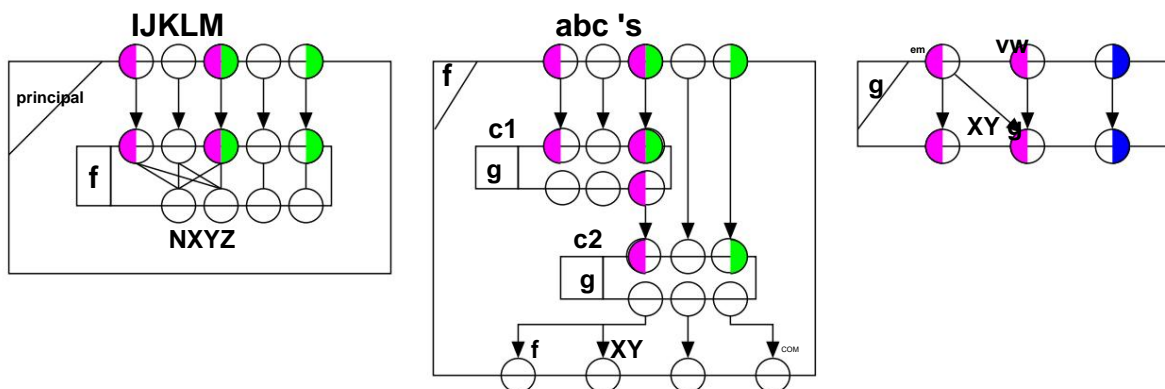 IJKLM
principal
f
NXYZ
abc 's
f
c1
g
c2
g
f XY COM
em vw
g
XY g